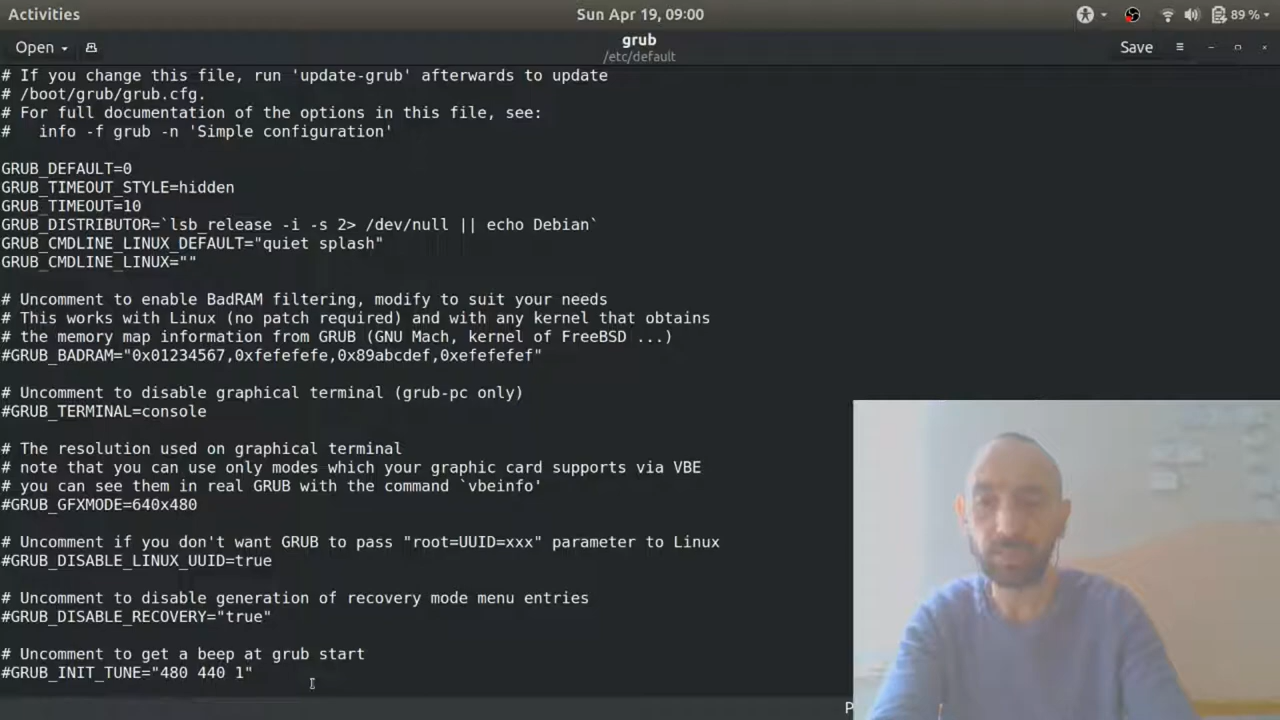 Activities
Sun Apr 19, 09:00
89 %
Open
grub
/etc/default
Save
# If you change this file, run 'update-grub' afterwards to update
# /boot/grub/grub.cfg.
# For full documentation of the options in this file, see:
#   info -f grub -n 'Simple configuration'
GRUB_DEFAULT=0
GRUB_TIMEOUT_STYLE=hidden
GRUB_TIMEOUT=10
GRUB_DISTRIBUTOR=`lsb_release -i -s 2> /dev/null || echo Debian`
GRUB_CMDLINE_LINUX_DEFAULT="quiet splash"
GRUB_CMDLINE_LINUX=""
# Uncomment to enable BadRAM filtering, modify to suit your needs
# This works with Linux (no patch required) and with any kernel that obtains
# the memory map information from GRUB (GNU Mach, kernel of FreeBSD ...)
#GRUB_BADRAM="0x01234567,0xfefefefe,0x89abcdef,0xefefefef"
# Uncomment to disable graphical terminal (grub-pc only)
#GRUB_TERMINAL=console
# The resolution used on graphical terminal
# note that you can use only modes which your graphic card supports via VBE
# you can see them in real GRUB with the command `vbeinfo'
#GRUB_GFXMODE=640x480
# Uncomment if you don't want GRUB to pass "root=UUID=xxx" parameter to Linux
#GRUB_DISABLE_LINUX_UUID=true
# Uncomment to disable generation of recovery mode menu entries
#GRUB_DISABLE_RECOVERY="true"
# Uncomment to get a beep at grub start
#GRUB_INIT_TUNE="480 440 1"